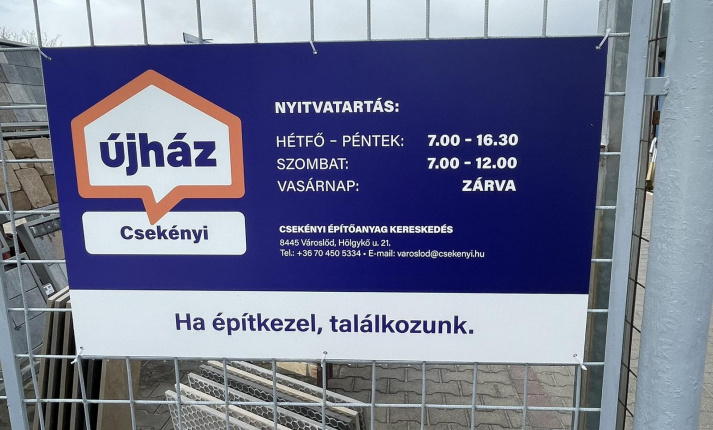 újház
Csekényi
NYITVATARTÁS:
HÉTFŐ – PÉNTEK: 7.00 – 16.30
SZOMBAT: 7.00 – 12.00
VASÁRNAP: ZÁRVA
CSEKÉNYI ÉPÍTŐANYAG KERESKEDÉS
8445 Városlőd, Hölgykő u. 21.
Tel.: +36 70 450 5334 • E-mail: varoslod@csekenyi.hu
Ha építkezel, találkozunk.